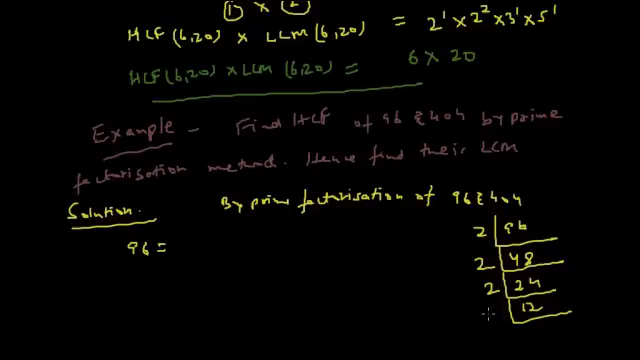 ① × ②
HCF (6,20) × LCM (6,20) = 2¹ × 2² × 3¹ × 5¹
HCF (6,20) × LCM (6,20) = 6 × 20
Example - Find HCF of 96 & 404 by prime
factorisation method. Hence find their LCM
Solution. By prime factorisation of 96 & 404
96 =
2 | 96
2 | 48
2 | 24
12